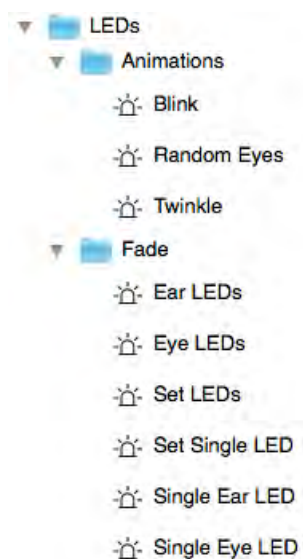 LEDs
Animations
Blink
Random Eyes
Twinkle
Fade
Ear LEDs
Eye LEDs
Set LEDs
Set Single LED
Single Ear LED
Single Eye LED